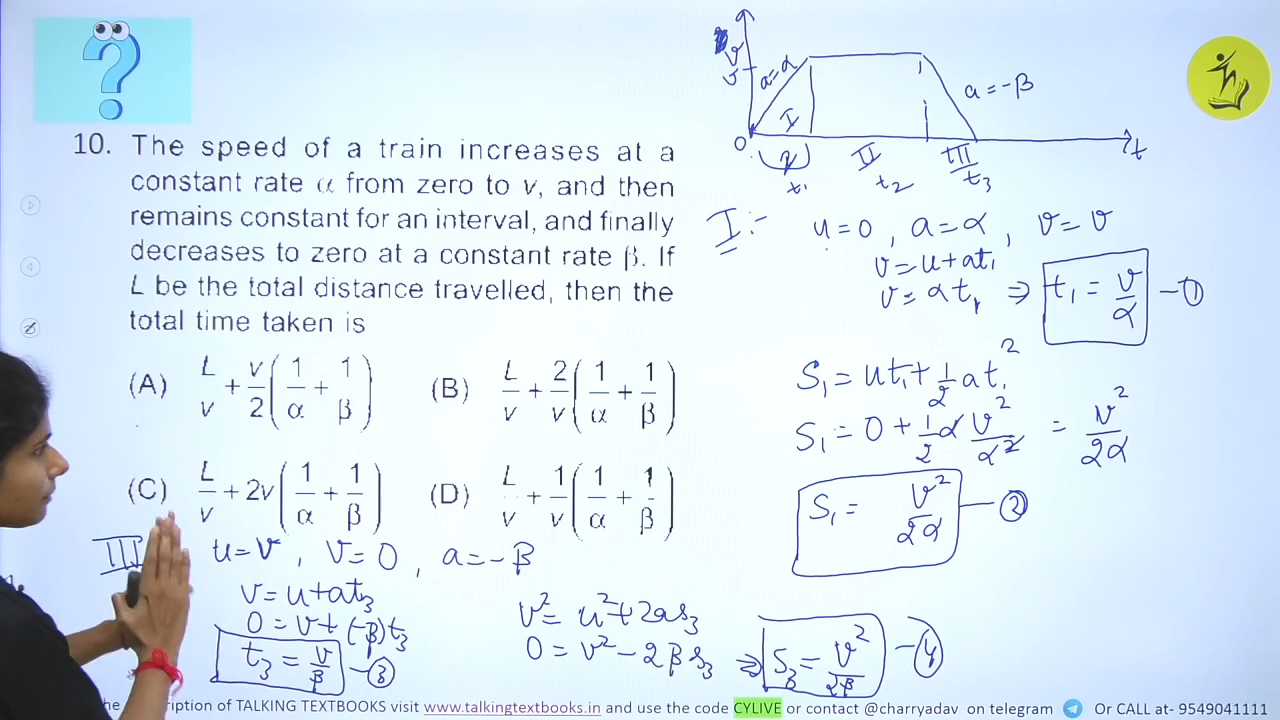 10. The speed of a train increases at a
constant rate α from zero to v, and then
remains constant for an interval, and finally
decreases to zero at a constant rate β. If
L be the total distance travelled, then the
total time taken is
(A) L/v + v/2 (1/α + 1/β)
(B) L/v + 2/v (1/α + 1/β)
(C) L/v + 2v (1/α + 1/β)
(D) L/v + 1/v (1/α + 1/β)
v
v
a=α
a=-β
O
I
II
III
t
t₁
t₂
t₃
I :- u=0, a=α, v=v
v=u+at₁
v=αt₁ ⇒ t₁ = v/α -①
S₁ = ut₁+½at₁²
S₁ = 0+½α v²/α² = v²/2α
S₁ = v²/2α -②
III u=v, v=0, a=-β
v=u+at₃
0=v+(-β)t₃
t₃ = v/β -③
v²= u²+2as₃
0=v²-2βs₃ ⇒ S₃=v²/2β -④
iption of TALKING TEXTBOOKS visit www.talkingtextbooks.in and use the code CYLIVE or contact @charryadav on telegram Or CALL at- 9549041111